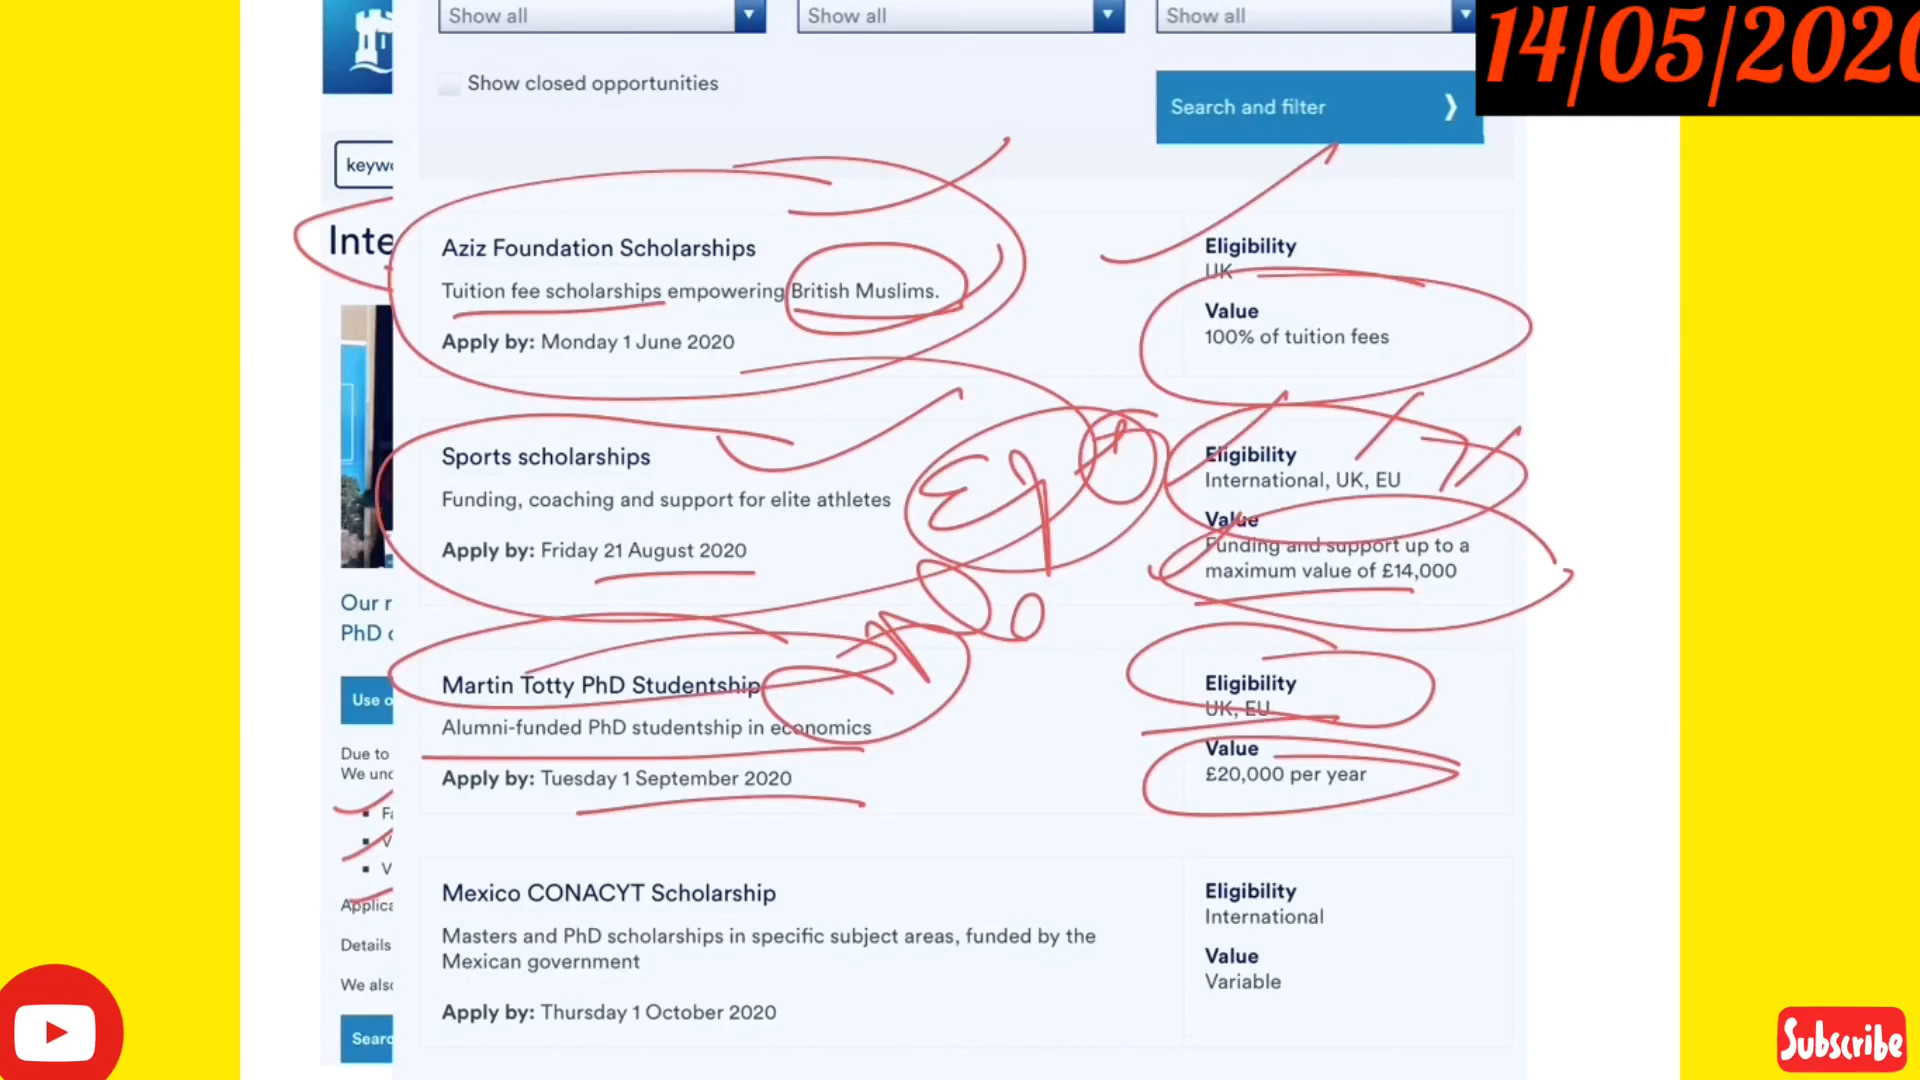 Show all
Show all
Show all
14/05/2020
Show closed opportunities
Search and filter
keywo
Inte
Aziz Foundation Scholarships
Tuition fee scholarships empowering British Muslims.
Apply by: Monday 1 June 2020
Eligibility
UK
Value
100% of tuition fees
Sports scholarships
Funding, coaching and support for elite athletes
Apply by: Friday 21 August 2020
Eligibility
International, UK, EU
Value
Funding and support up to a
maximum value of £14,000
Our r
PhD
Martin Totty PhD Studentship
Alumni-funded PhD studentship in economics
Apply by: Tuesday 1 September 2020
Eligibility
UK, EU
Value
£20,000 per year
Use o
Due to
We und
Fa
V
V
Applica
Details
We also
Searc
Mexico CONACYT Scholarship
Masters and PhD scholarships in specific subject areas, funded by the
Mexican government
Apply by: Thursday 1 October 2020
Eligibility
International
Value
Variable
Subscribe